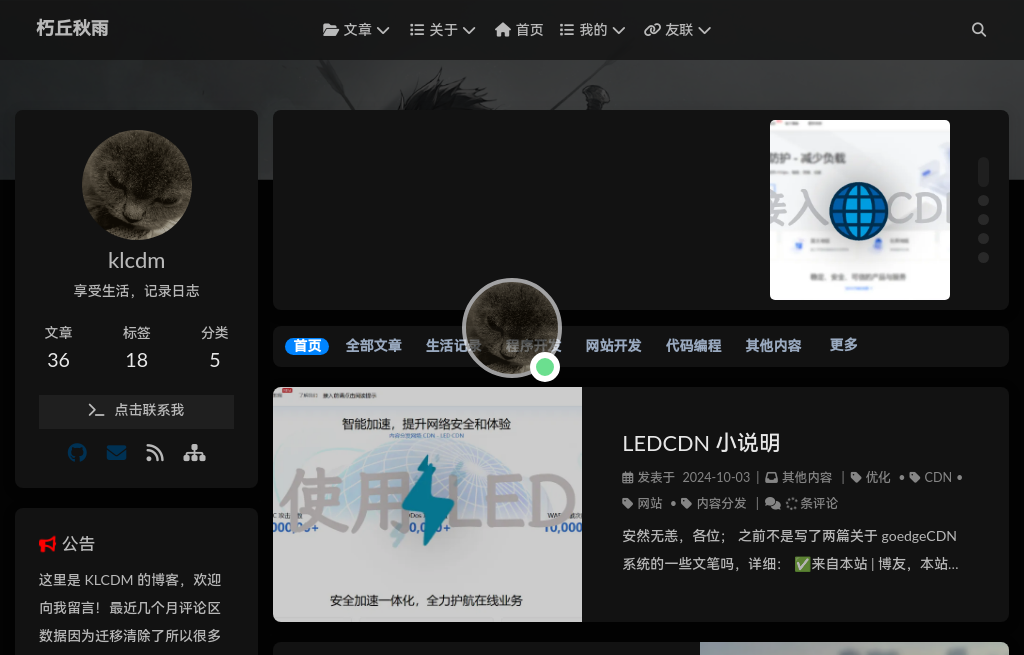 朽丘秋雨
文章
关于
首页
我的
友联
klcdm
享受生活，记录日志
文章
标签
分类
36
18
5
点击联系我
公告
这里是 KLCDM 的博客，欢迎
向我留言！最近几个月评论区
数据因为迁移清除了所以很多
防护 - 减少负载
接入
CD
首页
全部文章
生活记录
程序开发
网站开发
代码编程
其他内容
更多
智能加速，提升网络安全和体验
内容分发网络 CDN - LED CDN
使用 LED
安全加速一体化，全力护航在线业务
LEDCDN 小说明
发表于 2024-10-03 | 其他内容 | 优化 • CDN •
网站 • 内容分发 | 条评论
安然无恙，各位； 之前不是写了两篇关于 goedgeCDN
系统的一些文笔吗，详细： ✅来自本站 | 博友，本站...